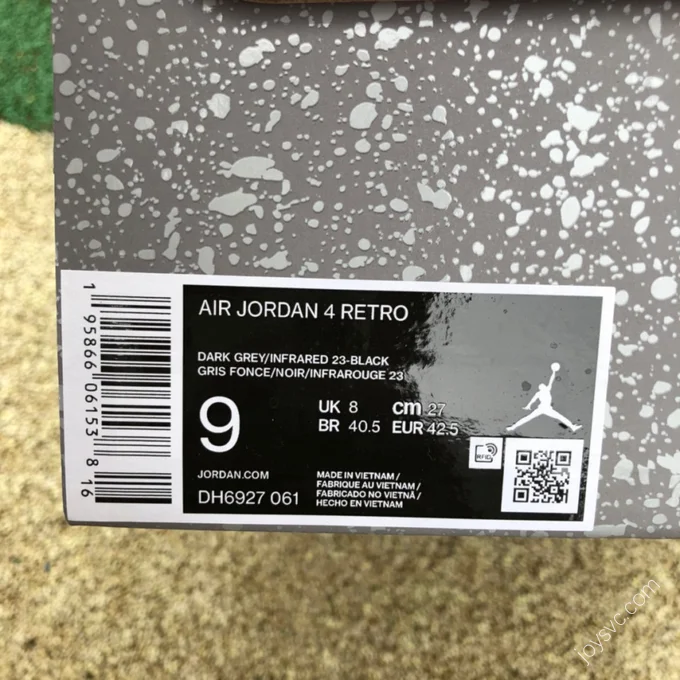 1 95866 06153 8 16
AIR JORDAN 4 RETRO
DARK GREY/INFRARED 23-BLACK
GRIS FONCE/NOIR/INFRAROUGE 23
9
UK 8 cm 27
BR 40.5 EUR 42.5
RFID
JORDAN.COM
DH6927 061
MADE IN VIETNAM /
FABRIQUE AU VIETNAM /
FABRICADO NO VIETNÃ /
HECHO EN VIETNAM
joysvc.com